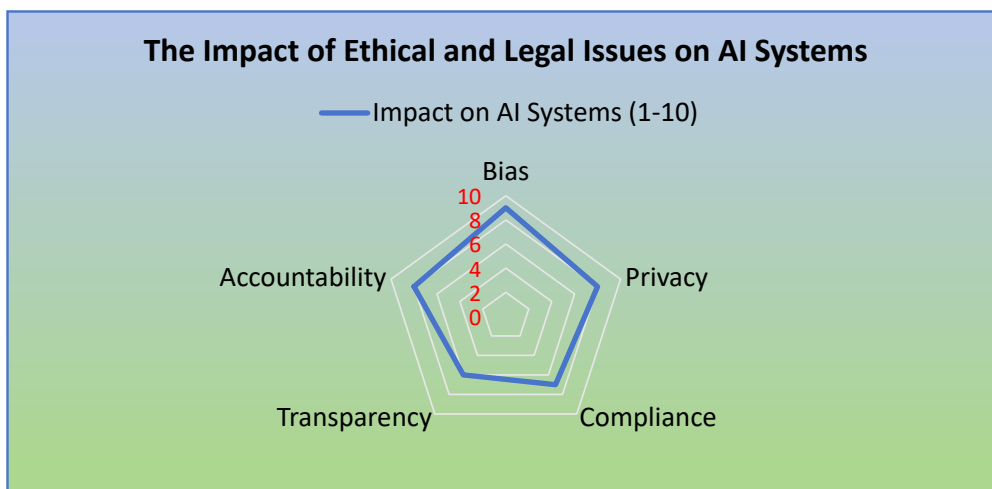 The Impact of Ethical and Legal Issues on AI Systems
Impact on AI Systems (1-10)
Bias
10
8
6
4
2
0
Accountability
Privacy
Transparency
Compliance